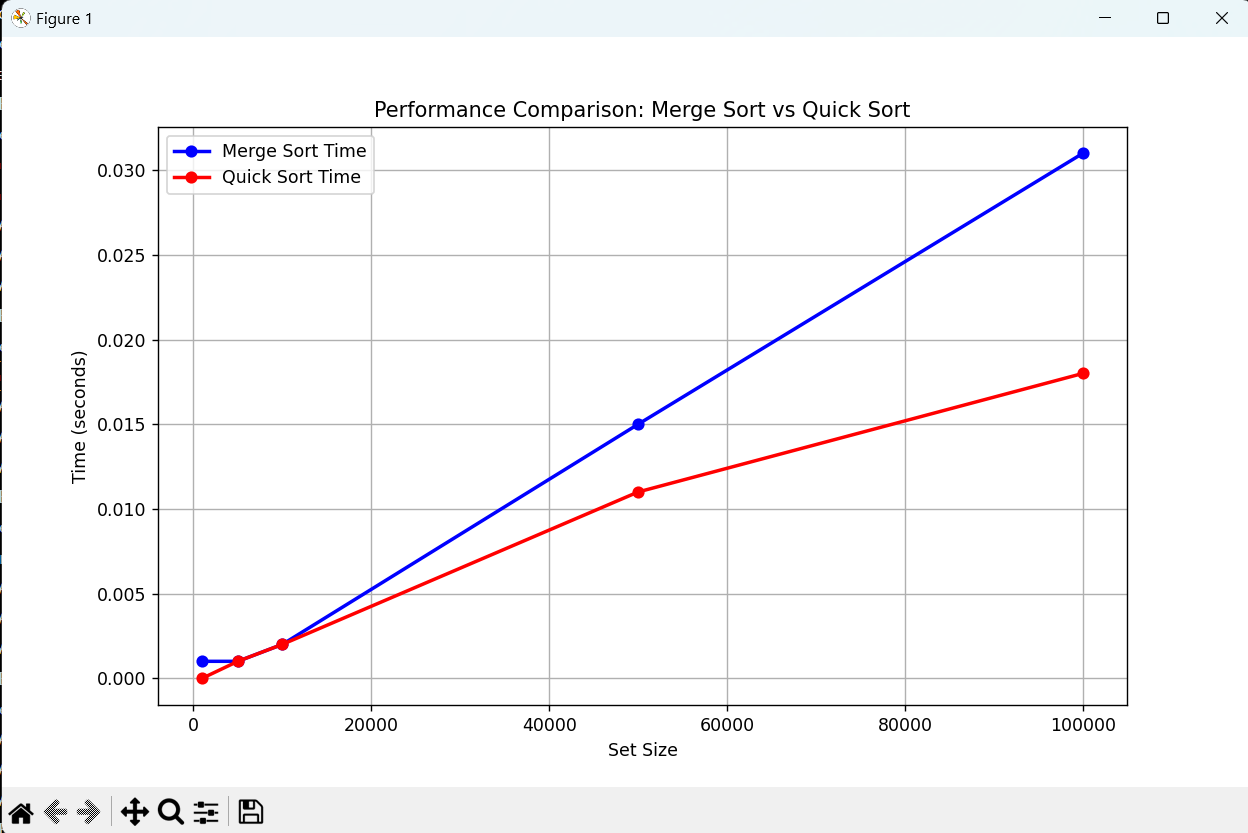 Figure 1
Performance Comparison: Merge Sort vs Quick Sort
Merge Sort Time
Quick Sort Time
0.030
0.025
0.020
0.015
0.010
0.005
0.000
Time (seconds)
0 20000 40000 60000 80000 100000
Set Size